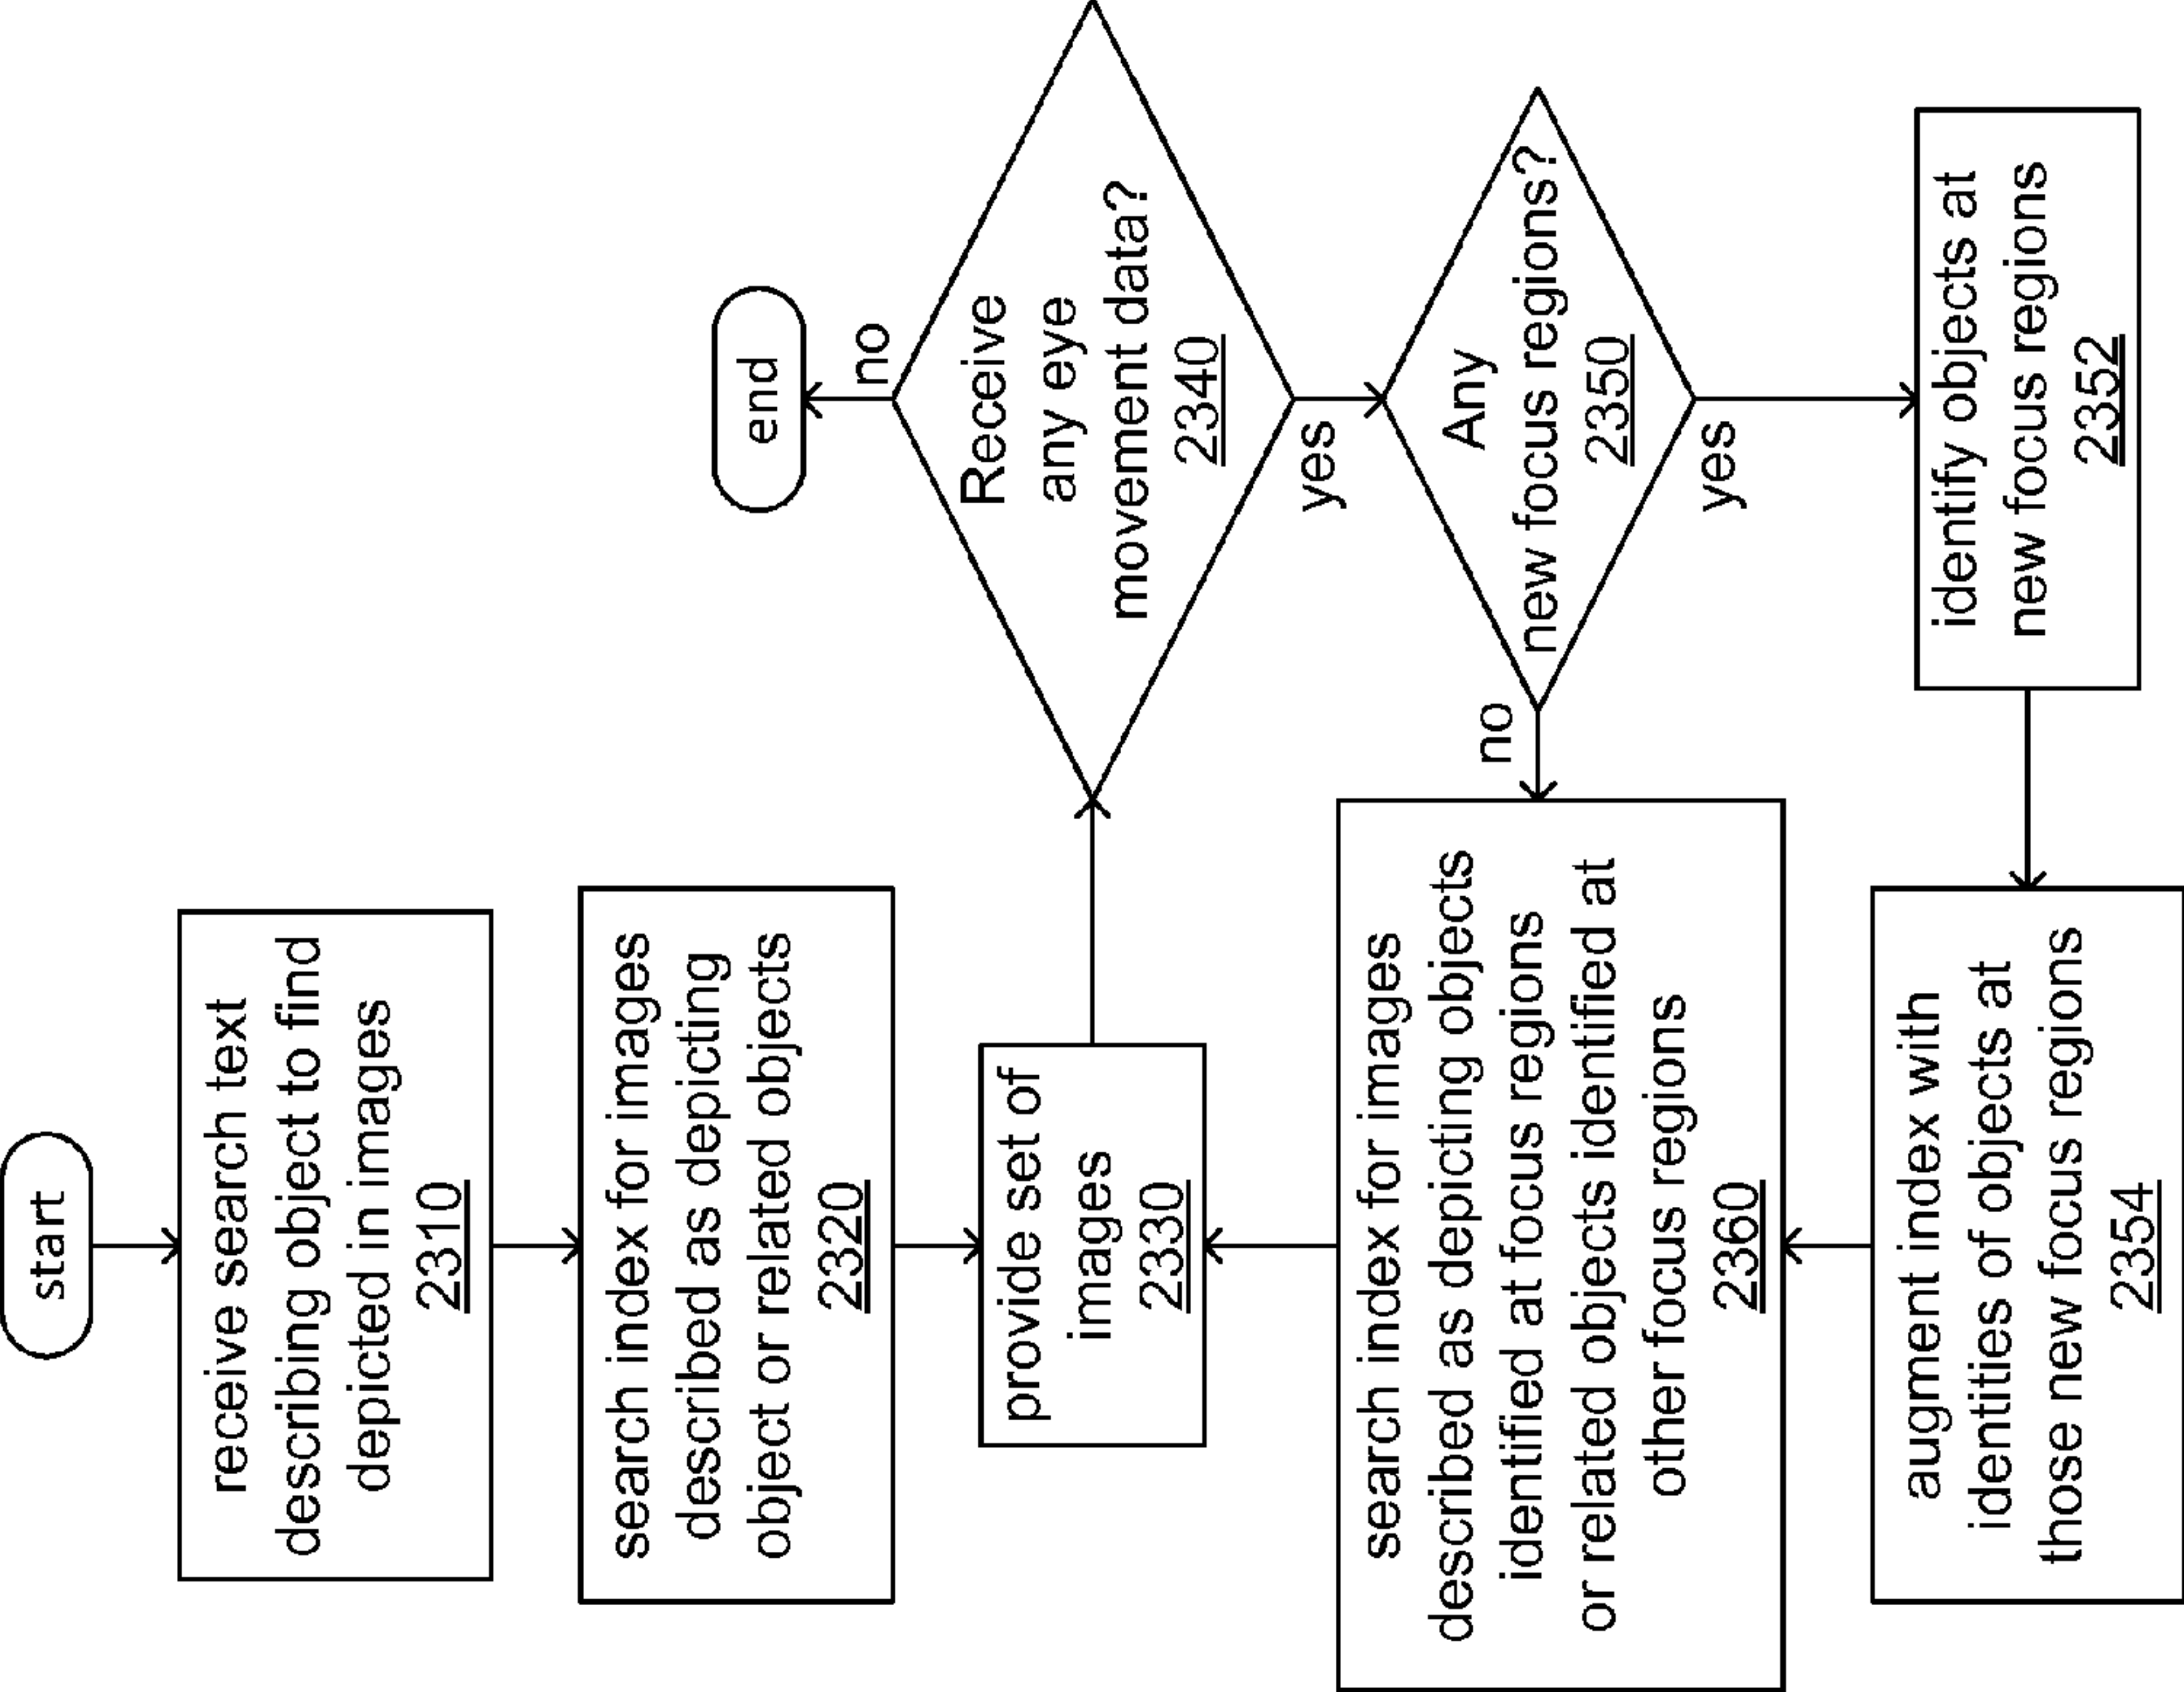 start
receive search text
describing object to find
depicted in images
2310
search index for images
described as depicting
object or related objects
2320
provide set of
images
2330
end
no
Receive
any eye
movement data?
2340
yes
Any
new focus regions?
2350
no
yes
identify objects at
new focus regions
2352
augment index with
identities of objects at
those new focus regions
2354
search index for images
described as depicting objects
identified at focus regions
or related objects identified at
other focus regions
2360